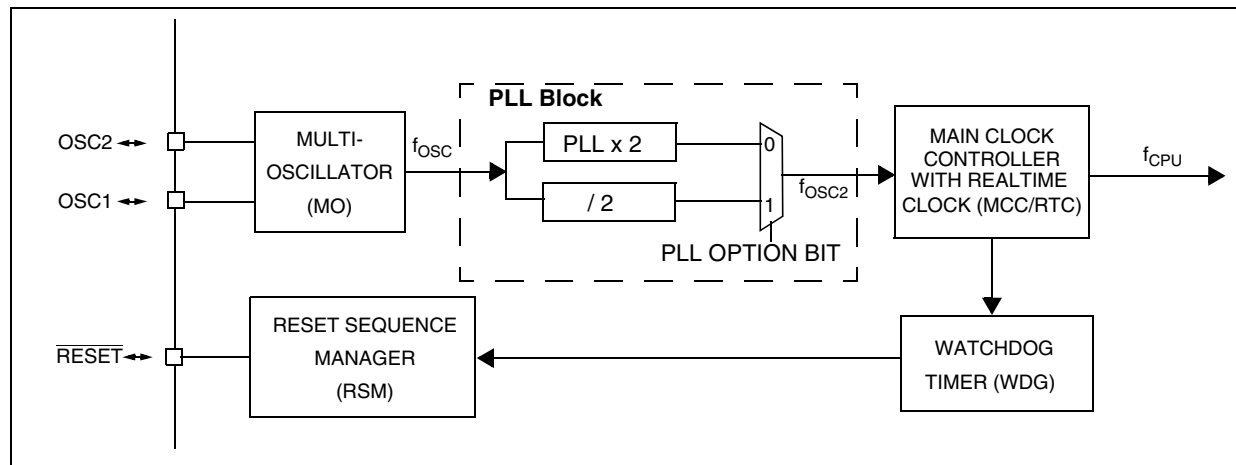 PLL Block
OSC2
MULTI-
OSCILLATOR
(MO)
OSC1
fOSC
PLL x 2
/ 2
0
1
PLL OPTION BIT
fOSC2
MAIN CLOCK
CONTROLLER
WITH REALTIME
CLOCK (MCC/RTC)
fCPU
RESET
RESET SEQUENCE
MANAGER
(RSM)
WATCHDOG
TIMER (WDG)